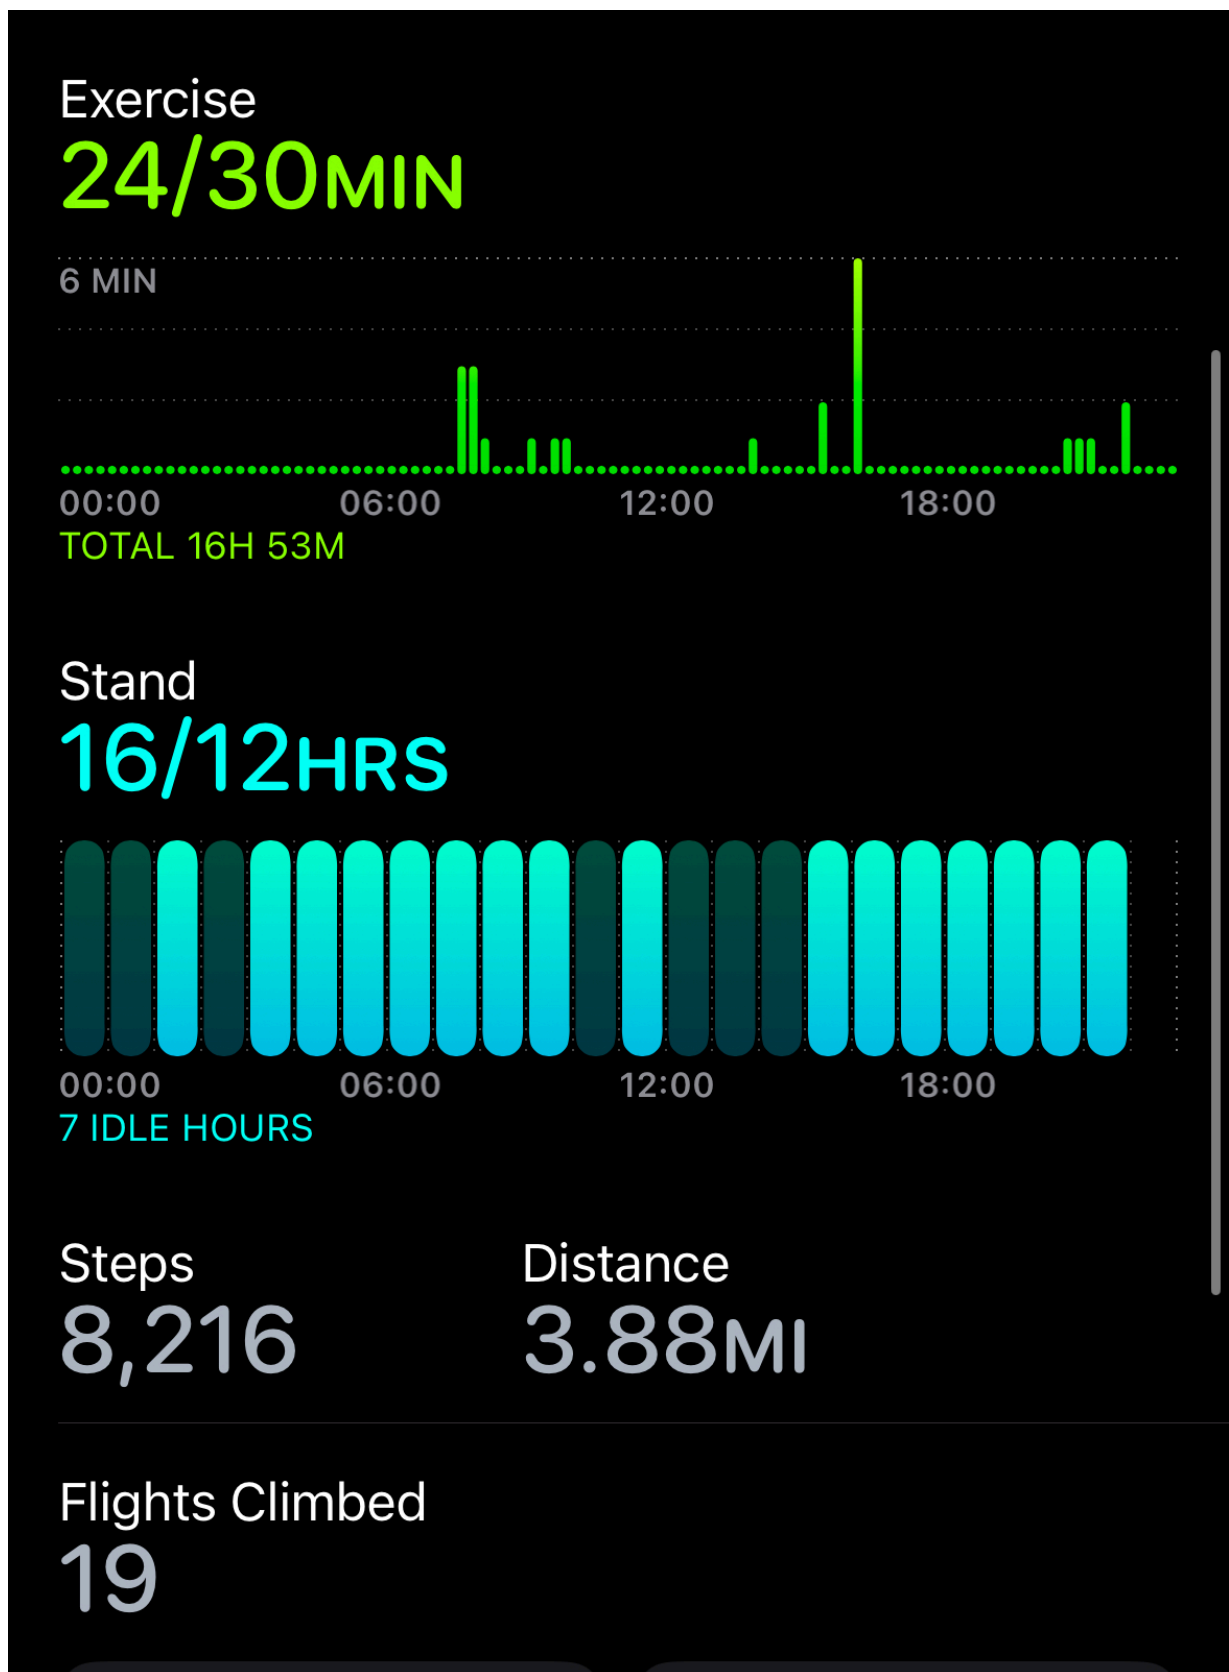 Exercise
24/30MIN
6 MIN
00:00 06:00 12:00 18:00
TOTAL 16H 53M
Stand
16/12HRS
00:00 06:00 12:00 18:00
7 IDLE HOURS
Steps Distance
8,216 3.88MI
Flights Climbed
19